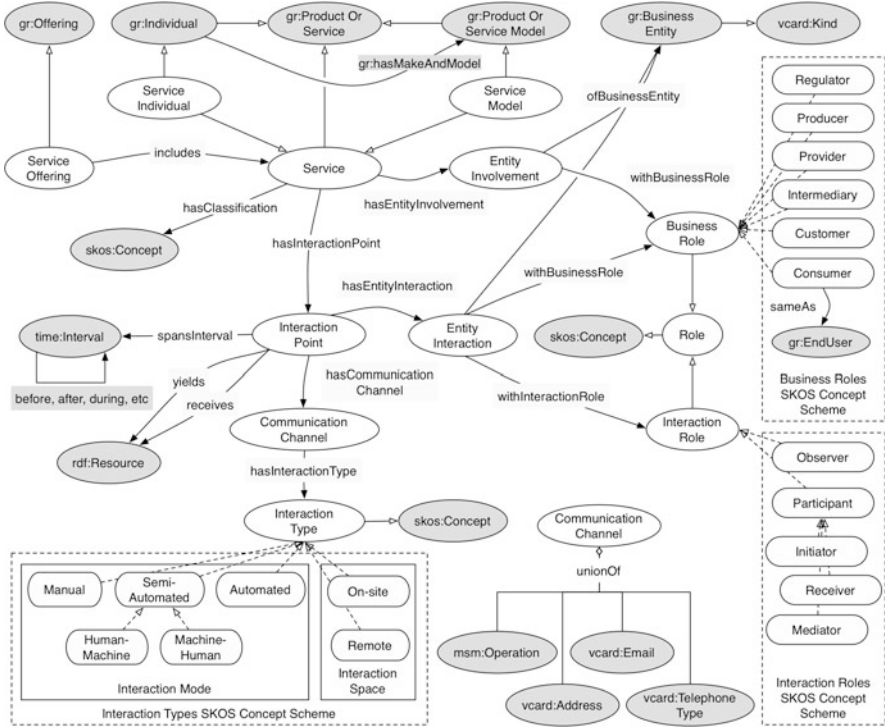 gr:Offering
gr:Individual
gr:Product Or
Service
gr:Product Or
Service Model
gr:Business
Entity
vcard:Kind
gr:hasMakeAndModel
Service
Individual
Service
Model
ofBusinessEntity
Regulator
Producer
Provider
Intermediary
Customer
Consumer
sameAs
gr:EndUser
Business Roles
SKOS Concept
Scheme
Service
Offering
includes
Service
Entity
Involvement
withBusinessRole
hasClassification
hasEntityInvolvement
skos:Concept
hasInteractionPoint
Business
Role
withBusinessRole
hasEntityInteraction
time:Interval
spansInterval
Interaction
Point
Entity
Interaction
skos:Concept
Role
before, after, during, etc
yields
receives
hasCommunication
Channel
withInteractionRole
Communication
Channel
Interaction
Role
rdf:Resource
hasInteractionType
Observer
Participant
Initiator
Receiver
Mediator
Interaction Roles
SKOS Concept
Scheme
Interaction
Type
skos:Concept
Communication
Channel
unionOf
Manual
Semi-
Automated
Automated
On-site
Human-
Machine
Machine-
Human
Remote
Interaction Mode
Interaction
Space
Interaction Types SKOS Concept Scheme
msm:Operation
vcard:Email
vcard:Address
vcard:Telephone
Type